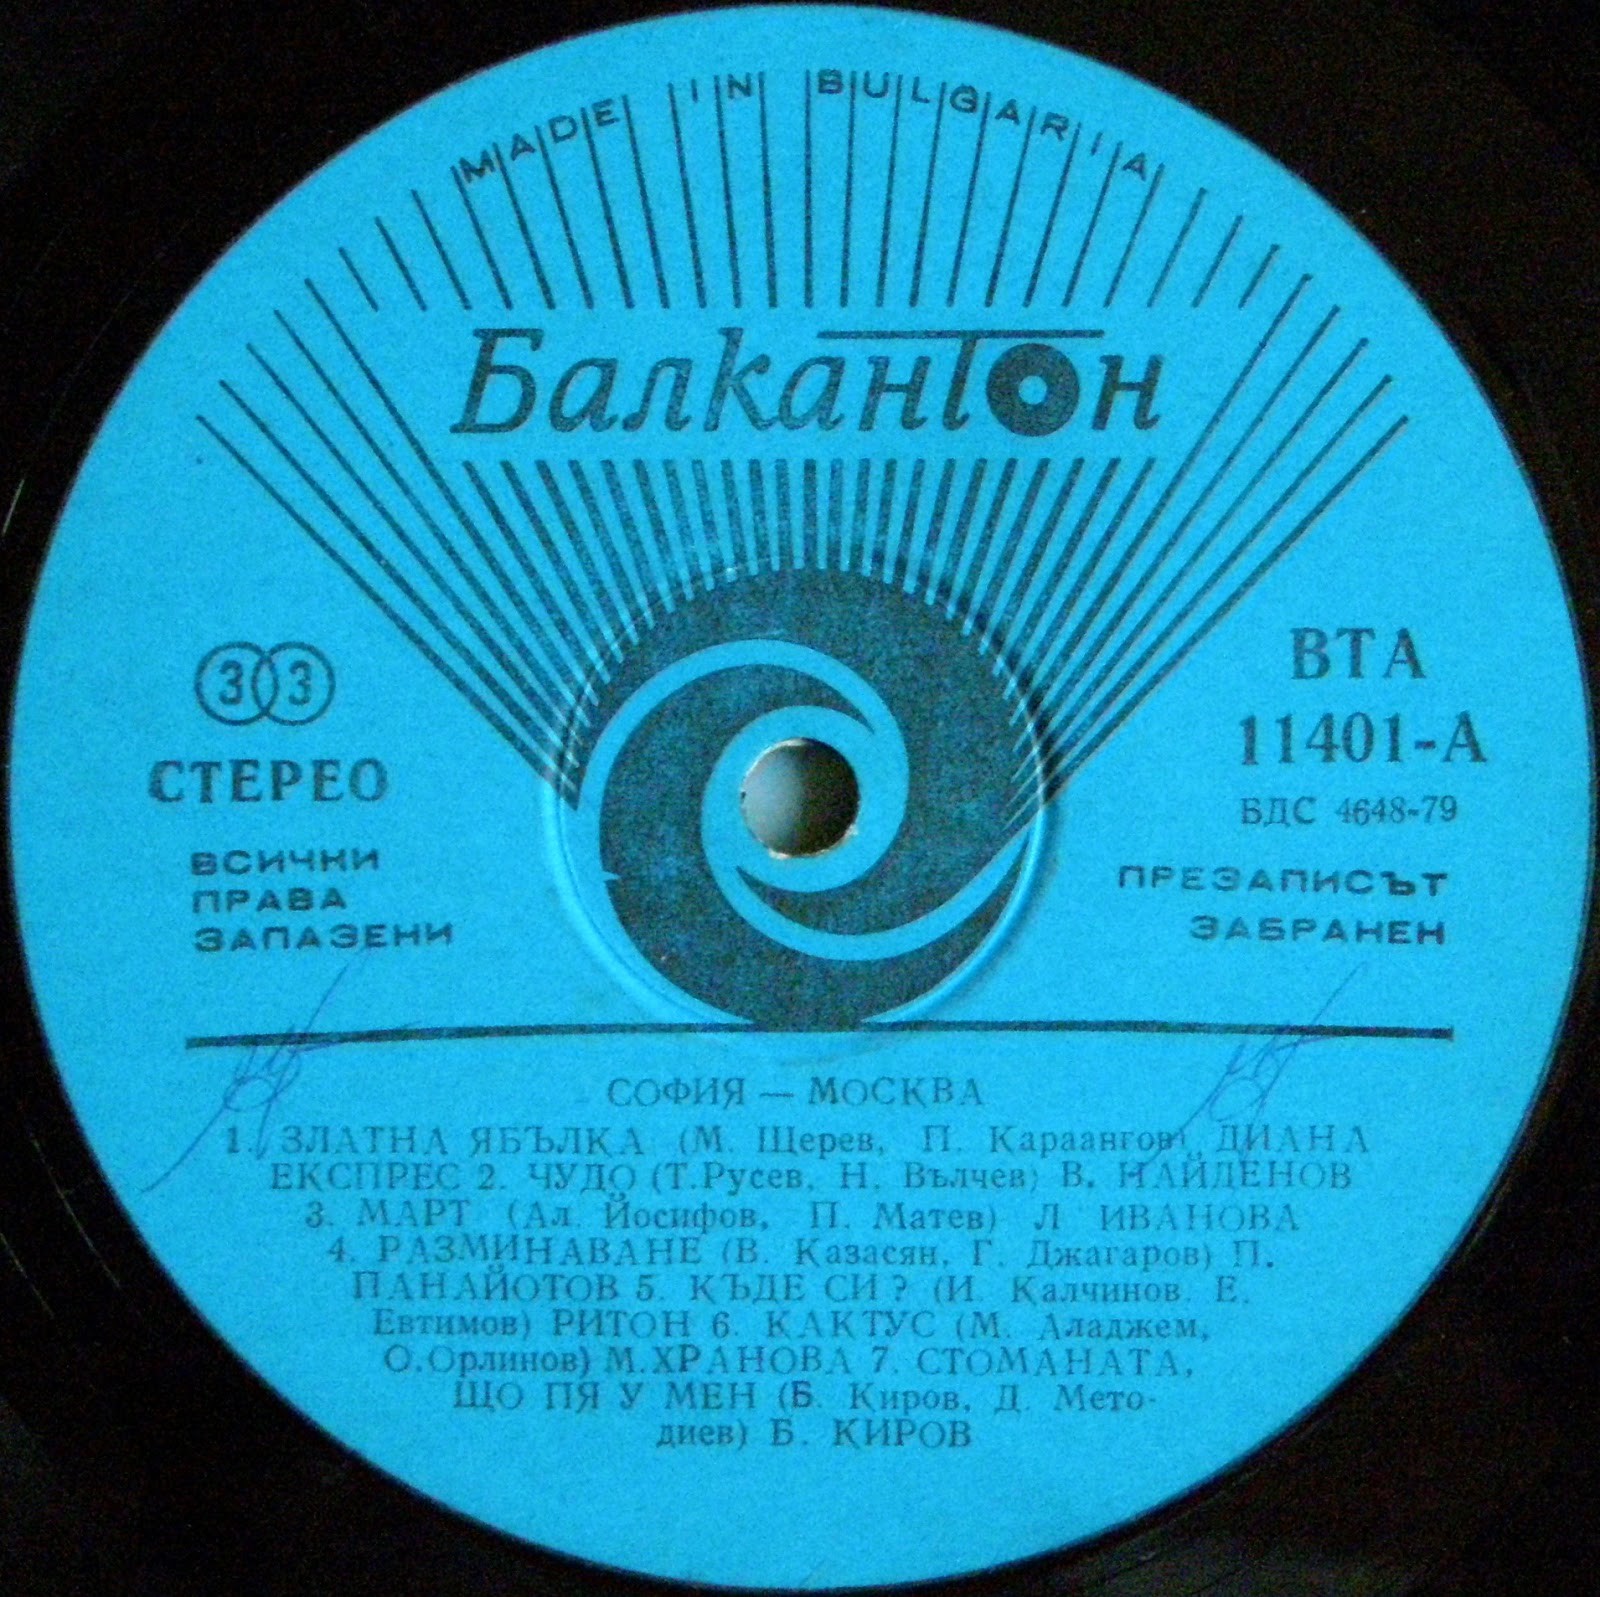 MADE IN BULGARIA
Балкантон
33
СТЕРЕО
ВСИЧКИ
ПРАВА
ЗАПАЗЕНИ
ВТА
11401-А
БДС 4648-79
ПРЕЗАПИСЪТ
ЗАБРАНЕН
СОФИЯ — МОСКВА
1. ЗЛАТНА ЯБЪЛКА (М. Щерев, П. Караангов) ДИАНА
ЕКСПРЕС 2. ЧУДО (Т.Русев, Н. Вълчев) В. НАЙДЕНОВ
3. МАРТ (Ал. Йосифов, П. Матев) Л ИВАНОВА
4. РАЗМИНАВАНЕ (В. Казасян, Г. Джагаров) П.
ПАНАЙОТОВ 5. КЪДЕ СИ? (И. Калчинов, Е.
Евтимов) РИТОН 6. КАКТУС (М. Аладжем,
О.Орлинов) М.ХРАНОВА 7. СТОМАНАТА,
ЩО ПЯ У МЕН (Б. Киров, Д. Мето-
диев) Б. КИРОВ